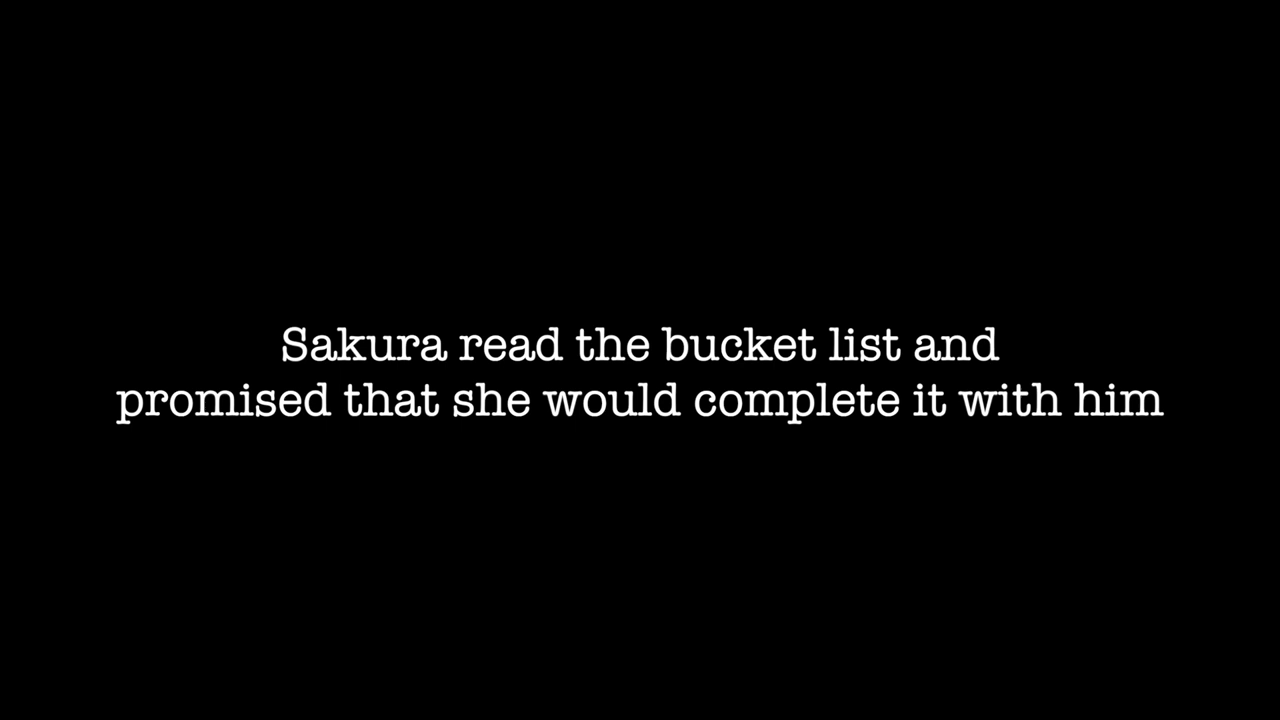 Sakura read the bucket list and
promised that she would complete it with him